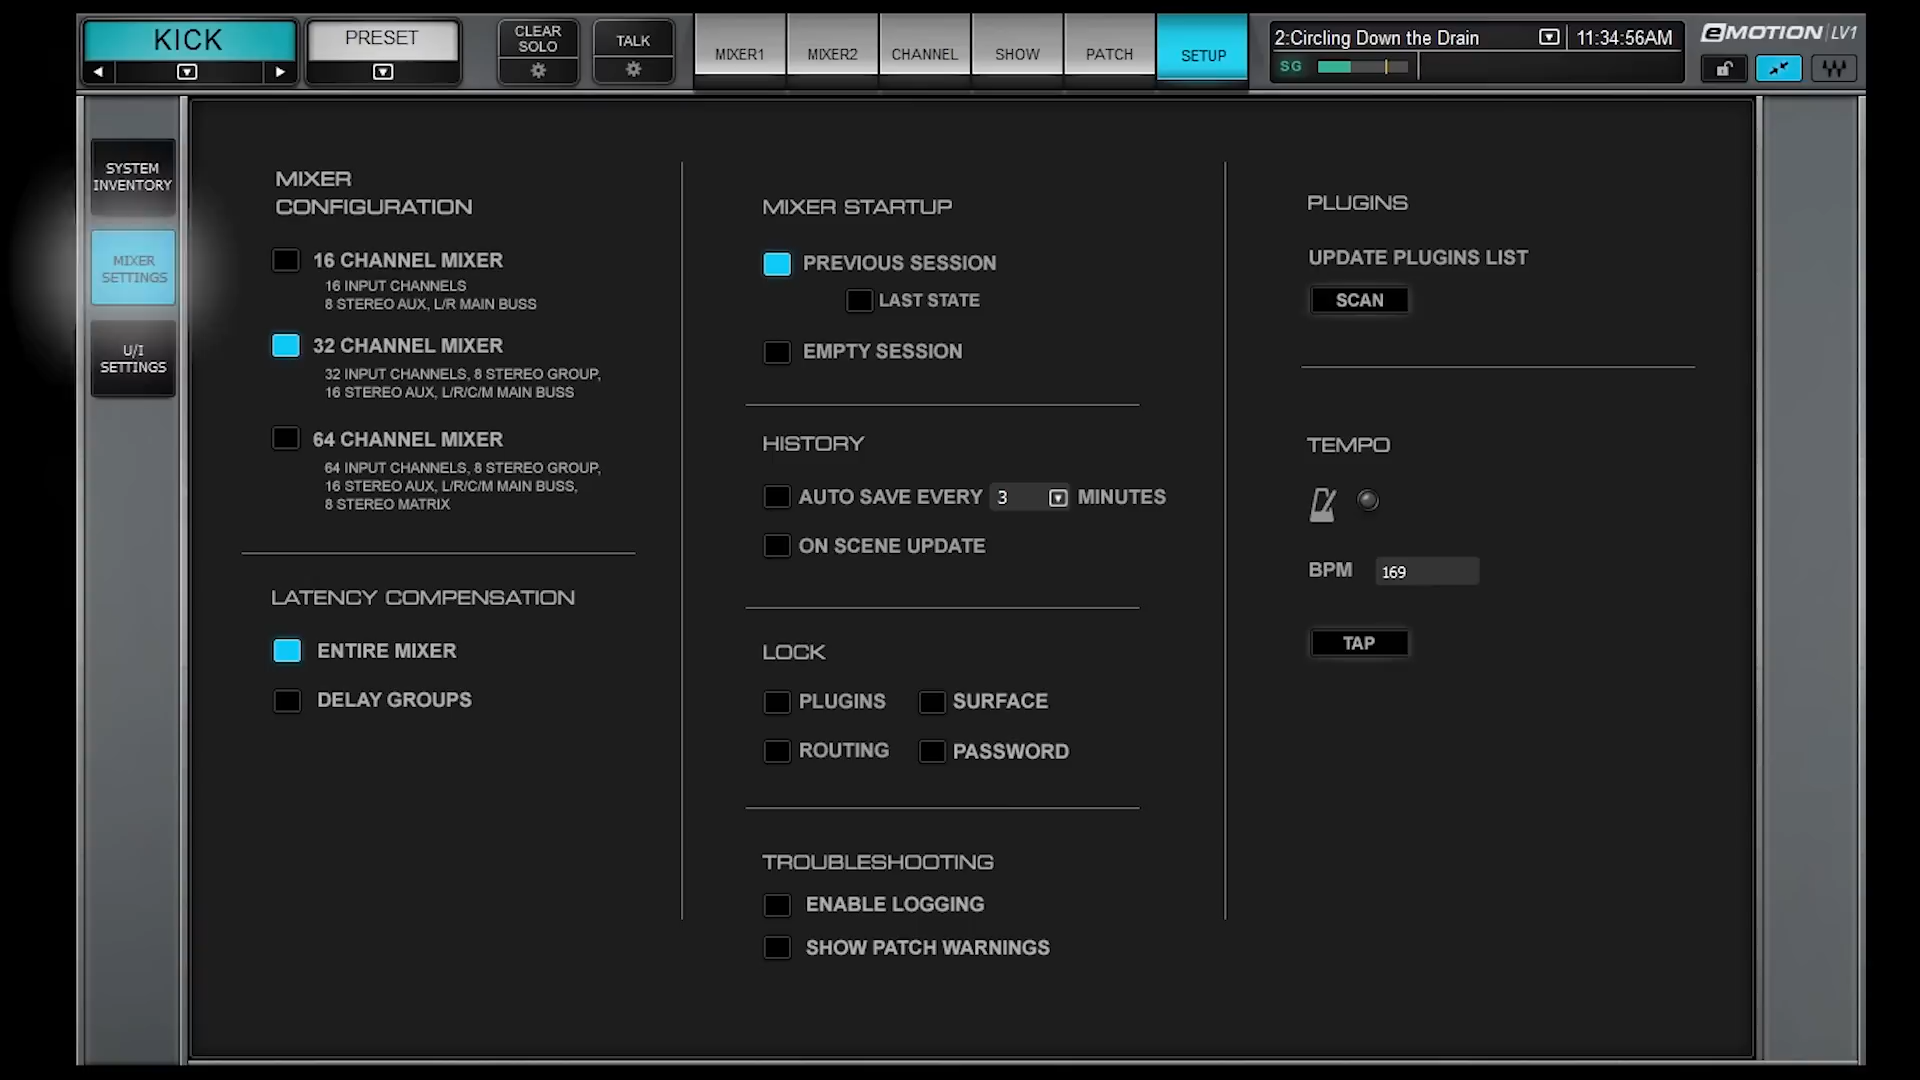 KICK
PRESET
CLEAR
SOLO
TALK
MIXER1
MIXER2
CHANNEL
SHOW
PATCH
SETUP
2:Circling Down the Drain
11:34:56AM
SG
eMOTION LV1
SYSTEM
INVENTORY
MIXER
SETTINGS
U/I
SETTINGS
MIXER
CONFIGURATION
16 CHANNEL MIXER
16 INPUT CHANNELS
8 STEREO AUX, L/R MAIN BUSS
32 CHANNEL MIXER
32 INPUT CHANNELS, 8 STEREO GROUP,
16 STEREO AUX, L/R/C/M MAIN BUSS
64 CHANNEL MIXER
64 INPUT CHANNELS, 8 STEREO GROUP,
16 STEREO AUX, L/R/C/M MAIN BUSS,
8 STEREO MATRIX
LATENCY COMPENSATION
ENTIRE MIXER
DELAY GROUPS
MIXER STARTUP
PREVIOUS SESSION
LAST STATE
EMPTY SESSION
HISTORY
AUTO SAVE EVERY 3 MINUTES
ON SCENE UPDATE
LOCK
PLUGINS SURFACE
ROUTING PASSWORD
TROUBLESHOOTING
ENABLE LOGGING
SHOW PATCH WARNINGS
PLUGINS
UPDATE PLUGINS LIST
SCAN
TEMPO
BPM 169
TAP